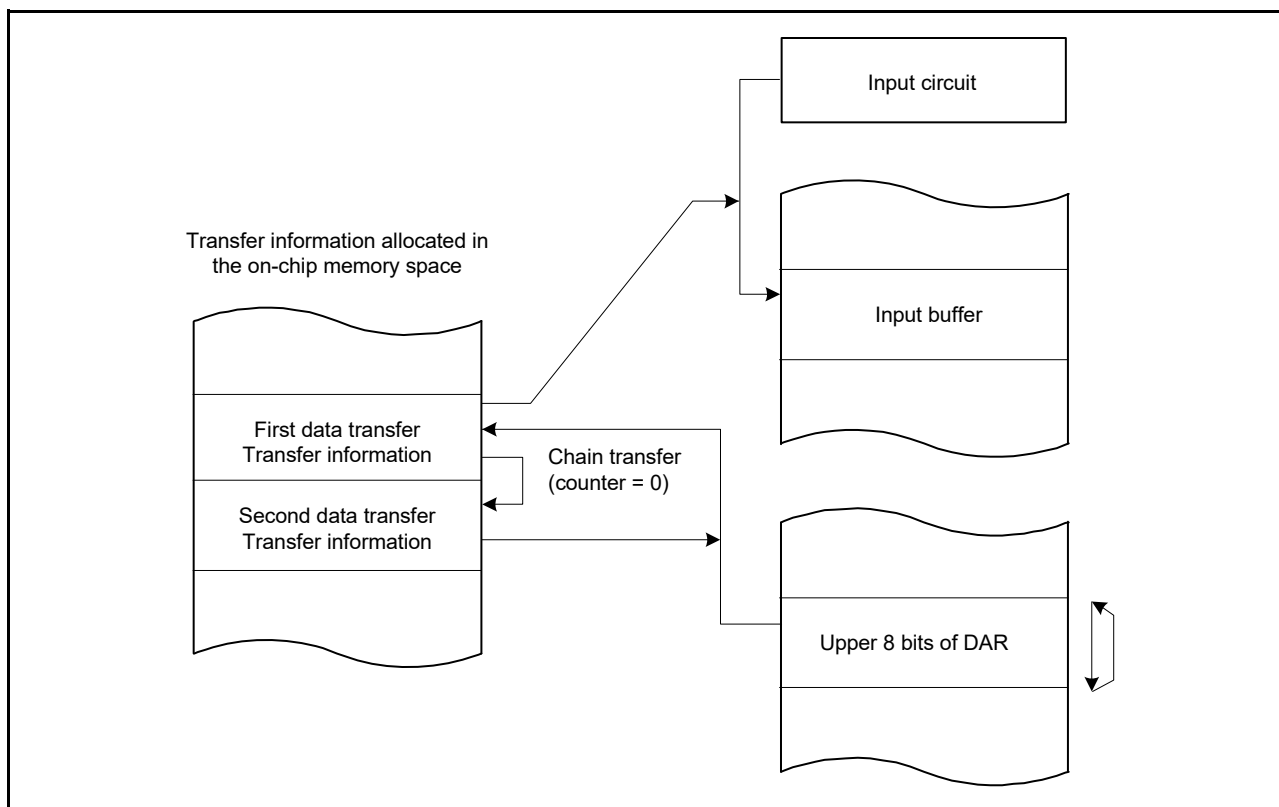 Input circuit
Transfer information allocated in
the on-chip memory space
Input buffer
First data transfer
Transfer information
Chain transfer
(counter = 0)
Second data transfer
Transfer information
Upper 8 bits of DAR